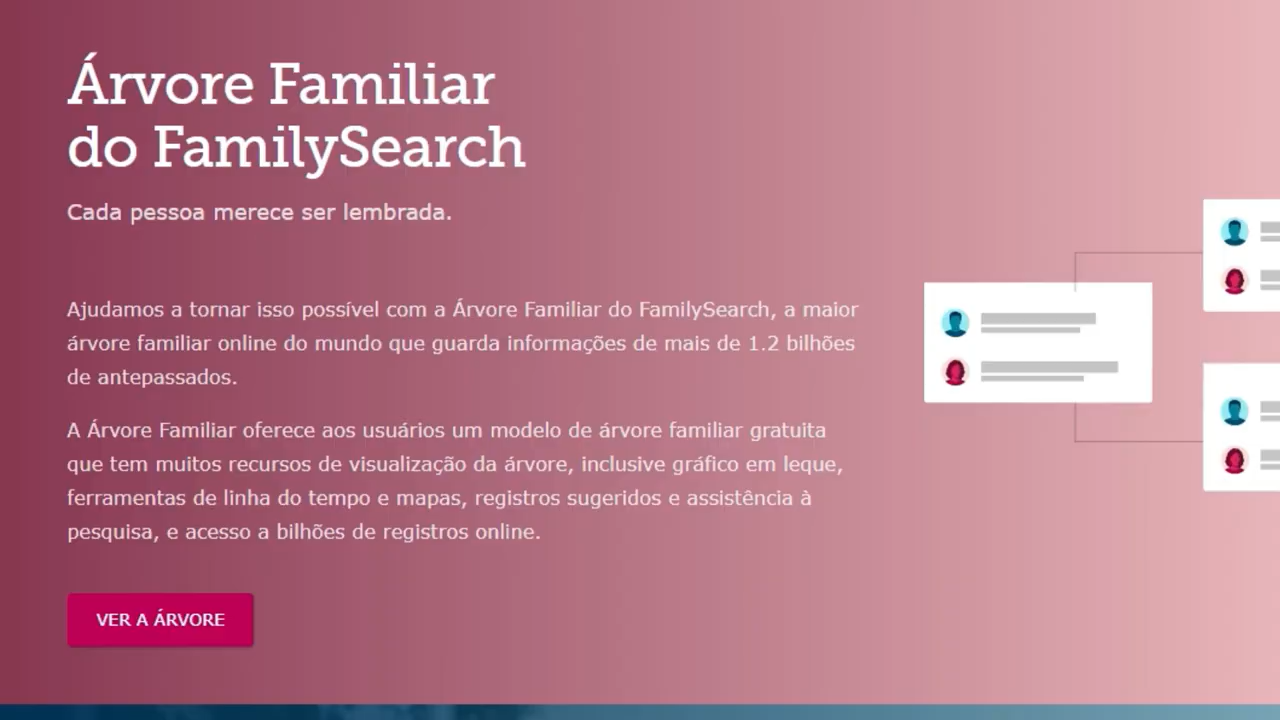 Árvore Familiar
do FamilySearch
Cada pessoa merece ser lembrada.
Ajudamos a tornar isso possível com a Árvore Familiar do FamilySearch, a maior
árvore familiar online do mundo que guarda informações de mais de 1.2 bilhões
de antepassados.
A Árvore Familiar oferece aos usuários um modelo de árvore familiar gratuita
que tem muitos recursos de visualização da árvore, inclusive gráfico em leque,
ferramentas de linha do tempo e mapas, registros sugeridos e assistência à
pesquisa, e acesso a bilhões de registros online.
VER A ÁRVORE